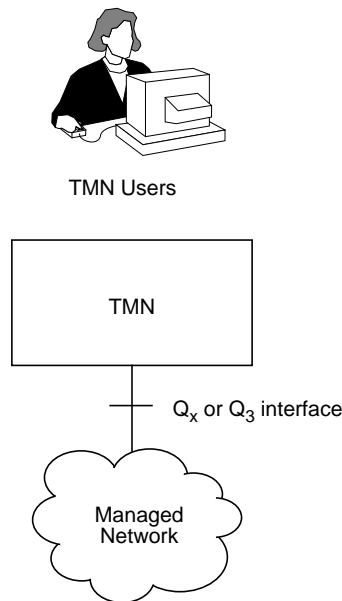 TMN Users
TMN
Qx or Q3 interface
Managed
Network